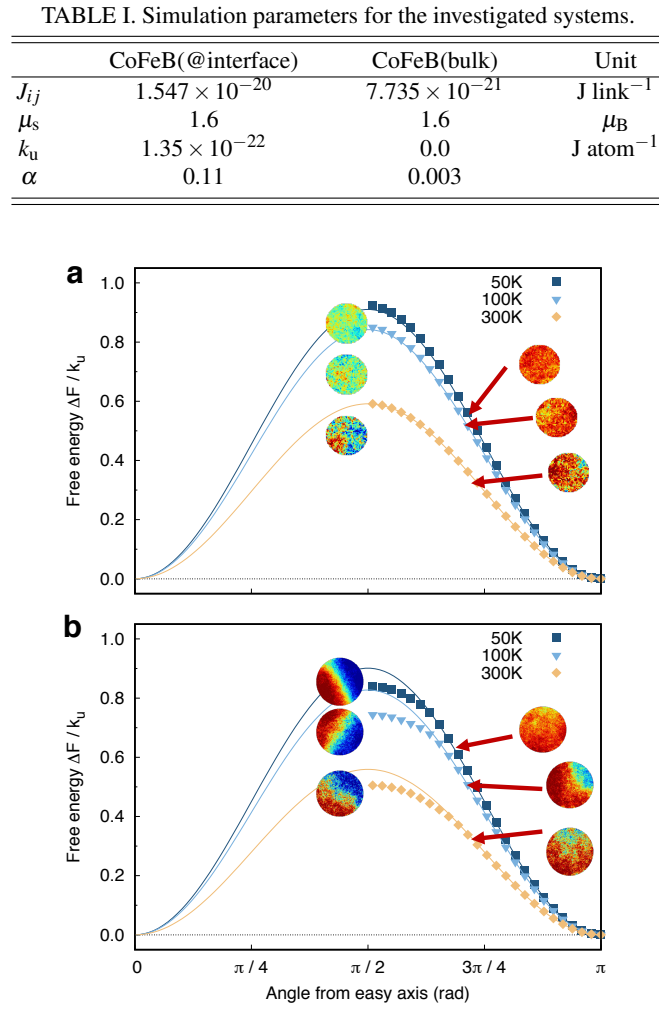 TABLE I. Simulation parameters for the investigated systems.
CoFeB(@interface) CoFeB(bulk) Unit
J_ij 1.547 × 10^−20 7.735 × 10^−21 J link^−1
μ_s 1.6 1.6 μ_B
k_u 1.35 × 10^−22 0.0 J atom^−1
α 0.11 0.003
a
1.0
0.8
0.6
0.4
0.2
0.0
Free energy ΔF / k_u
50K
100K
300K
b
1.0
0.8
0.6
0.4
0.2
0.0
Free energy ΔF / k_u
50K
100K
300K
0 π / 4 π / 2 3π / 4 π
Angle from easy axis (rad)